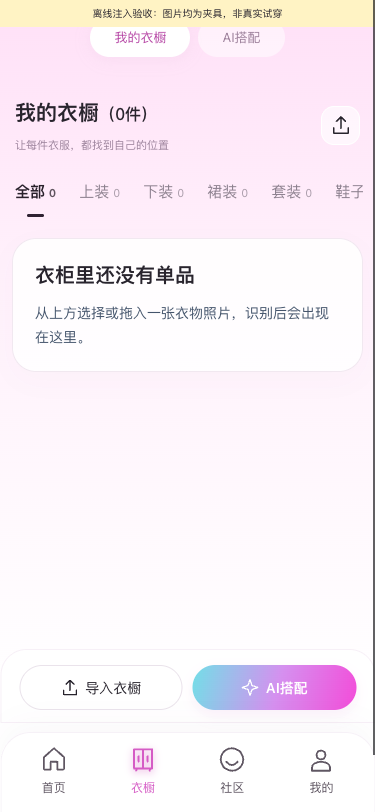 离线注入验收：图片均为夹具，非真实试穿
我的衣橱 AI搭配
我的衣橱（0件）
让每件衣服，都找到自己的位置
全部 0 上装 0 下装 0 裙装 0 套装 0 鞋子
衣柜里还没有单品
从上方选择或拖入一张衣物照片，识别后会出现
在这里。
导入衣橱 AI搭配
首页 衣橱 社区 我的